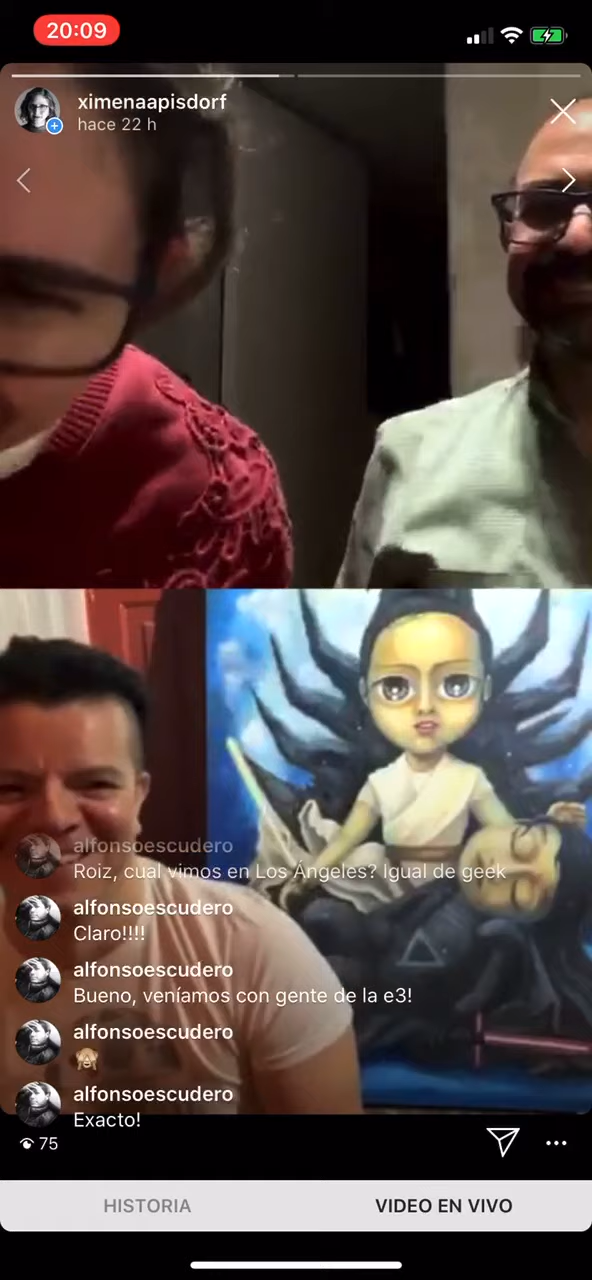 20:09
ximenaapisdorf
hace 22 h
alfonsoescudero
Roiz, cual vimos en Los Ángeles? Igual de geek
alfonsoescudero
Claro!!!!
alfonsoescudero
Bueno, veníamos con gente de la e3!
alfonsoescudero
🙈
alfonsoescudero
Exacto!
75
HISTORIA
VIDEO EN VIVO